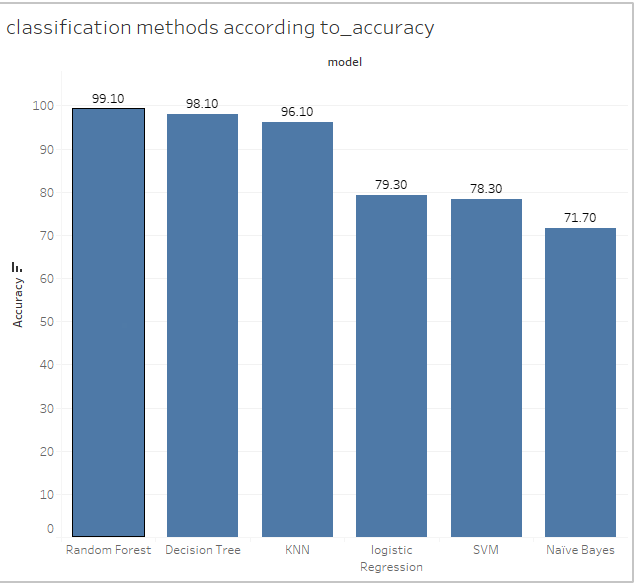 classification methods according to_accuracy
model
Accuracy
100
90
80
70
60
50
40
30
20
10
0
99.10
98.10
96.10
79.30
78.30
71.70
Random Forest
Decision Tree
KNN
logistic
Regression
SVM
Naïve Bayes